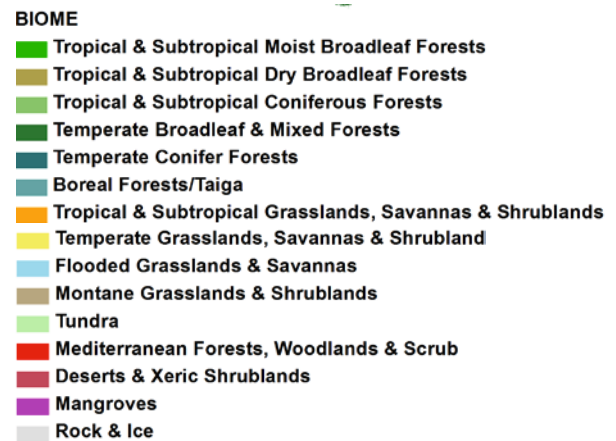 BIOME
Tropical & Subtropical Moist Broadleaf Forests
Tropical & Subtropical Dry Broadleaf Forests
Tropical & Subtropical Coniferous Forests
Temperate Broadleaf & Mixed Forests
Temperate Conifer Forests
Boreal Forests/Taiga
Tropical & Subtropical Grasslands, Savannas & Shrublands
Temperate Grasslands, Savannas & Shrubland
Flooded Grasslands & Savannas
Montane Grasslands & Shrublands
Tundra
Mediterranean Forests, Woodlands & Scrub
Deserts & Xeric Shrublands
Mangroves
Rock & Ice